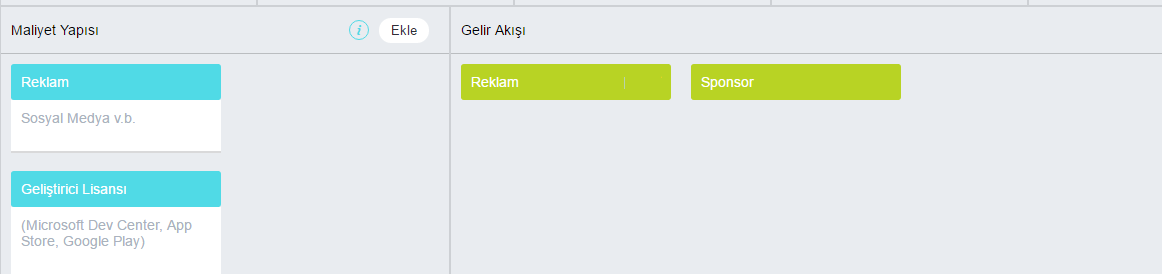 Maliyet Yapısı
i
Ekle
Gelir Akışı
Reklam
Sosyal Medya v.b.
Geliştirici Lisansı
(Microsoft Dev Center, App
Store, Google Play)
Reklam
Sponsor